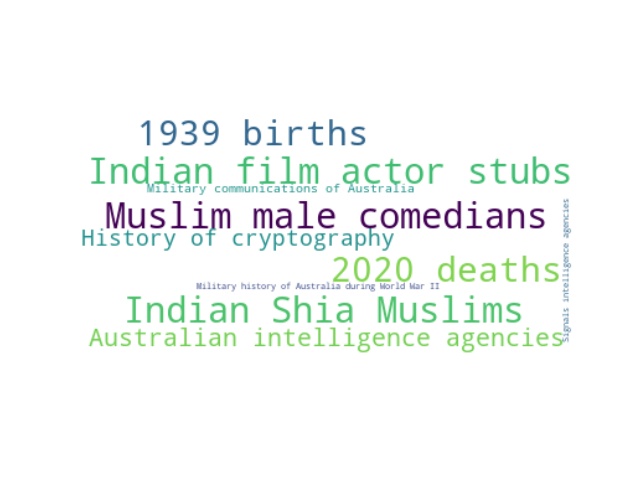 1939 births
Indian film actor stubs
Military communications of Australia
Muslim male comedians
History of cryptography
2020 deaths
Military history of Australia during World War II
Indian Shia Muslims
Australian intelligence agencies
Signals intelligence agencies